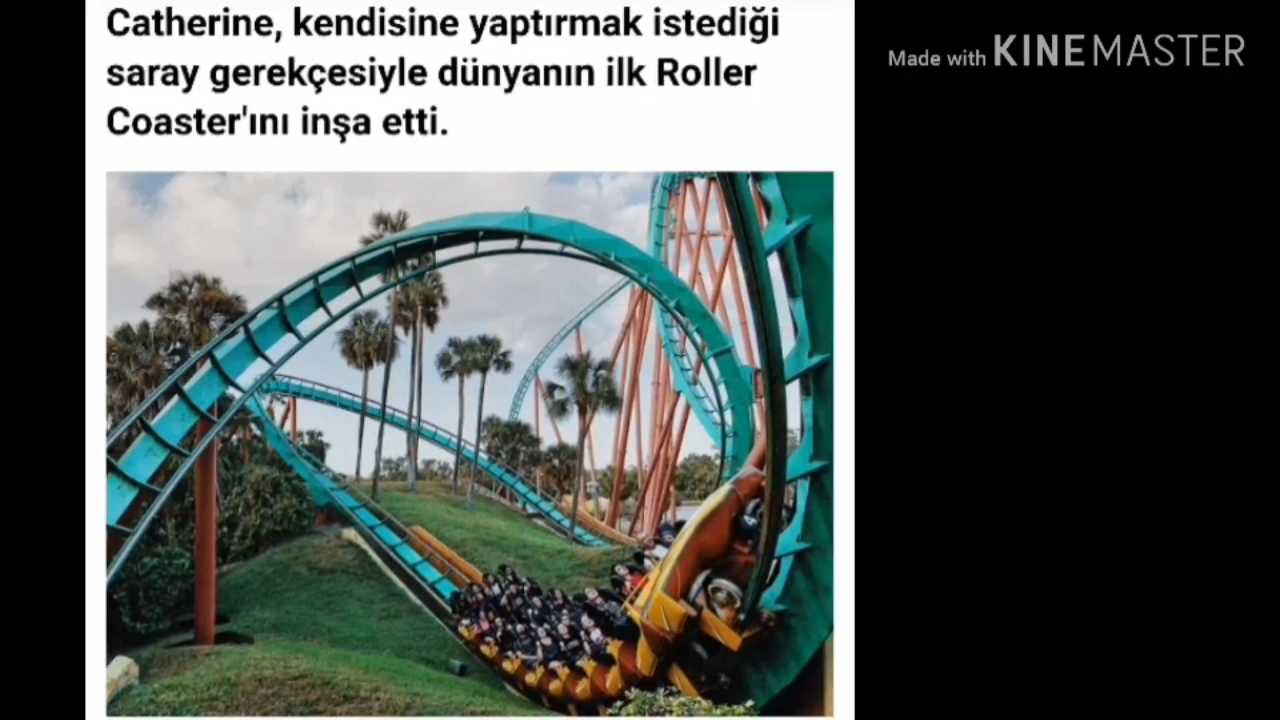 Catherine, kendisine yaptırmak istediği
saray gerekçesiyle dünyanın ilk Roller
Coaster'ını inşa etti.
Made with KINEMASTER